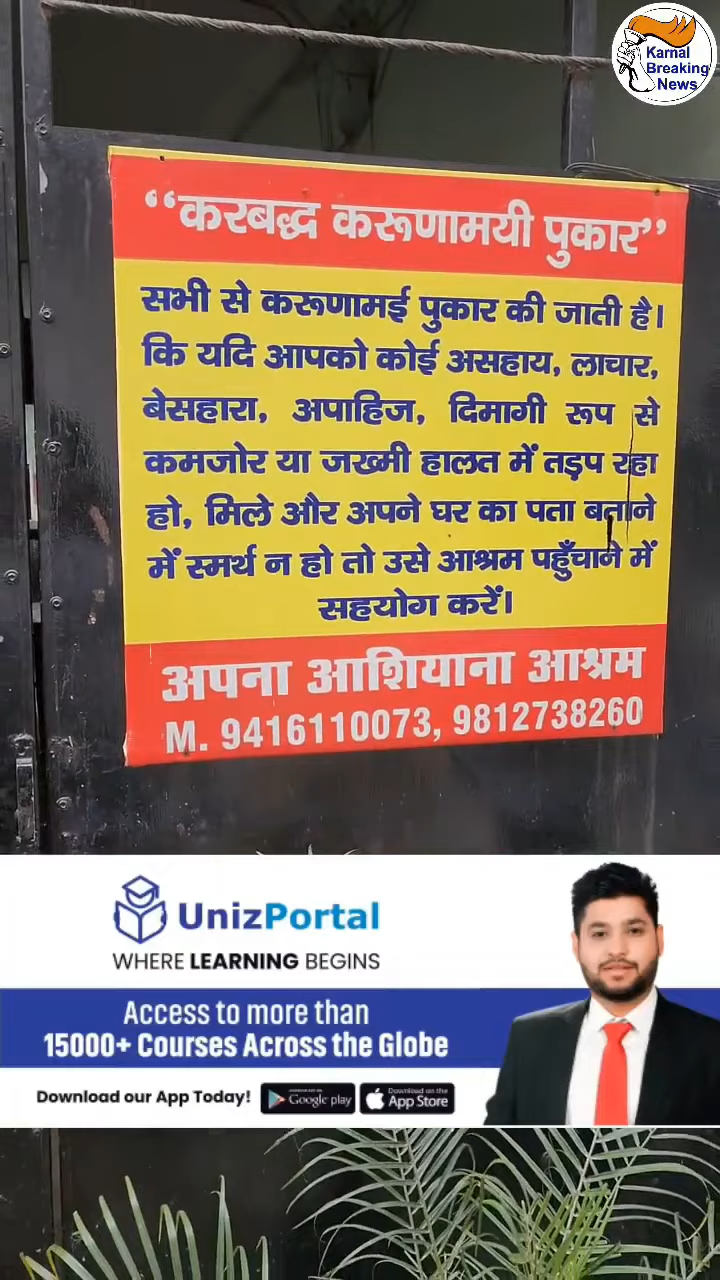 Karnal
Breaking
News
“करबद्ध करूणामयी पुकार”
सभी से करूणामई पुकार की जाती है।
कि यदि आपको कोई असहाय, लाचार,
बेसहारा, अपाहिज, दिमागी रूप से
कमजोर या जख्मी हालत में तड़प रहा
हो, मिले और अपने घर का पता बताने
में स्मर्थ न हो तो उसे आश्रम पहुँचाने में
सहयोग करें।
अपना आशियाना आश्रम
M. 9416110073, 9812738260
UnizPortal
WHERE LEARNING BEGINS
Access to more than
15000+ Courses Across the Globe
Download our App Today!
Google play
Download on the
App Store